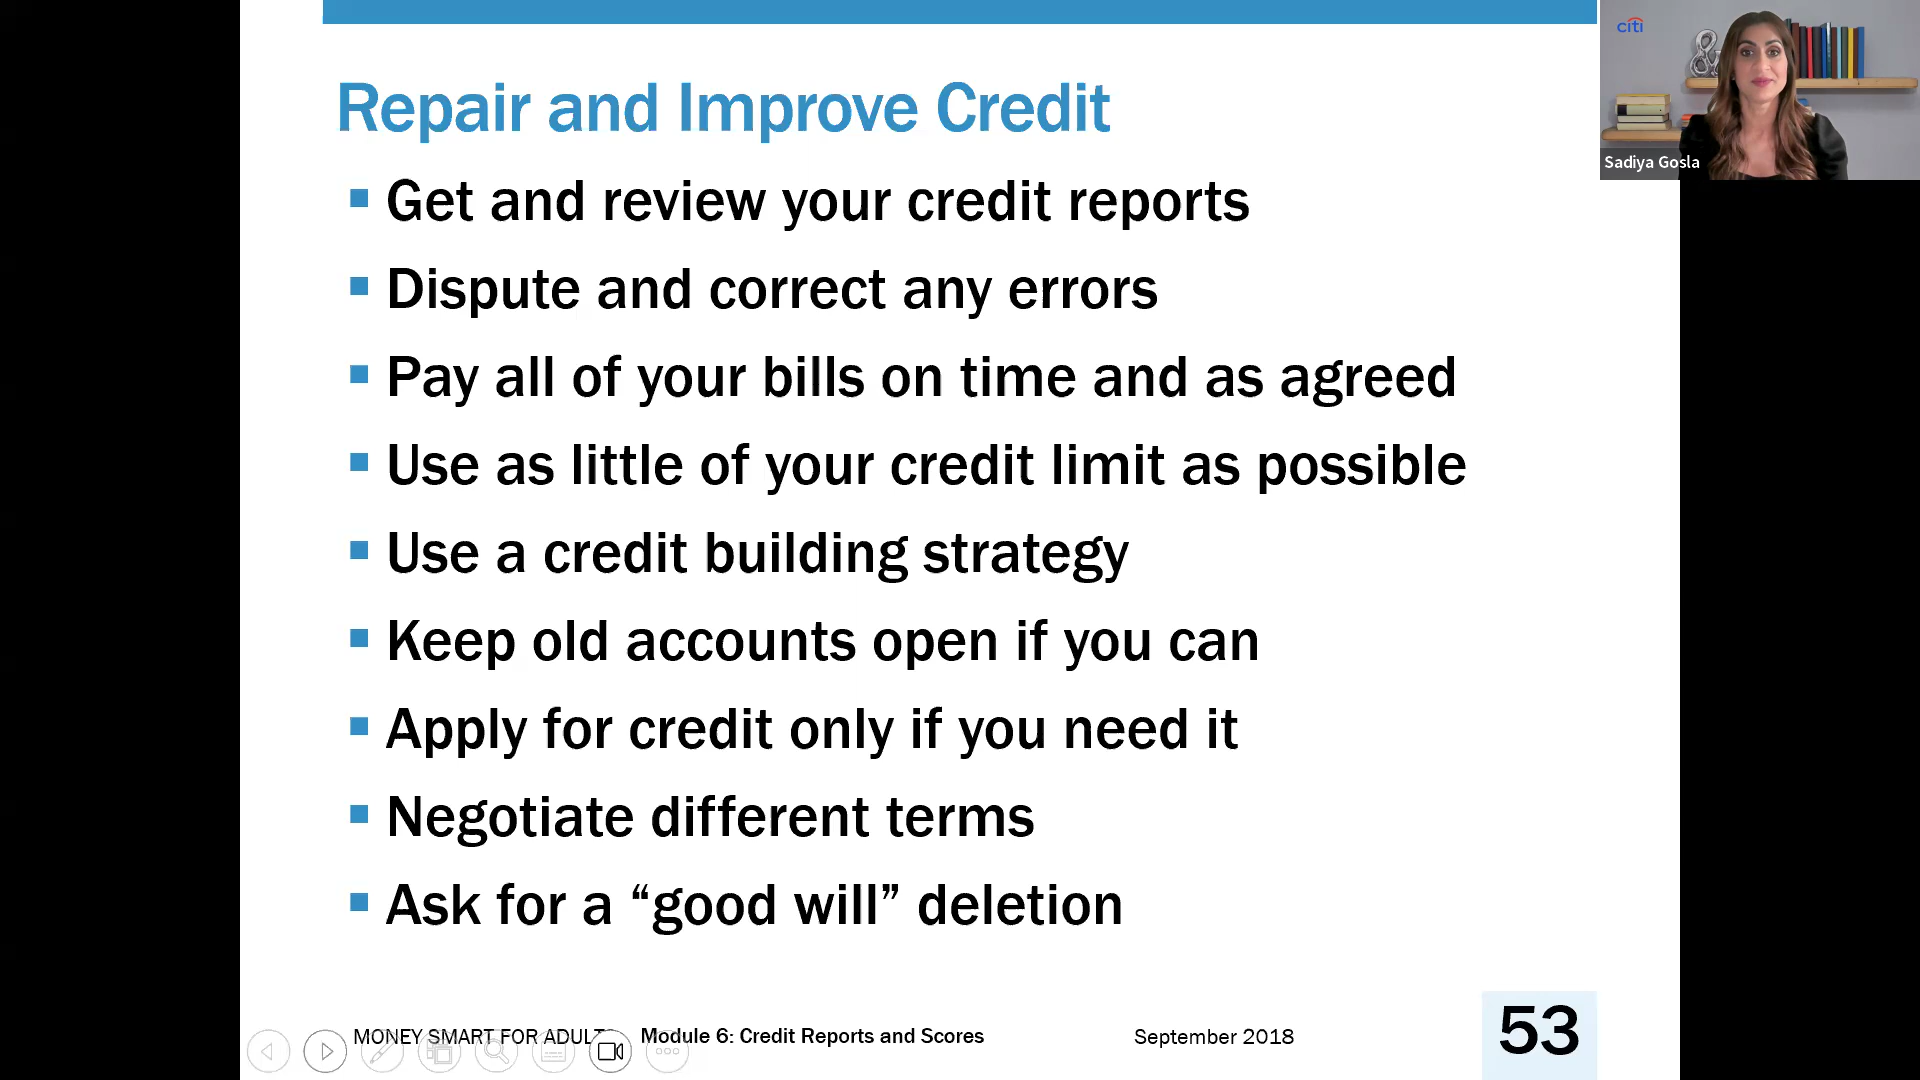 Repair and Improve Credit
Get and review your credit reports
Dispute and correct any errors
Pay all of your bills on time and as agreed
Use as little of your credit limit as possible
Use a credit building strategy
Keep old accounts open if you can
Apply for credit only if you need it
Negotiate different terms
Ask for a “good will” deletion
MONEY SMART FOR ADULTS Module 6: Credit Reports and Scores September 2018 53
citi
Sadiya Gosla